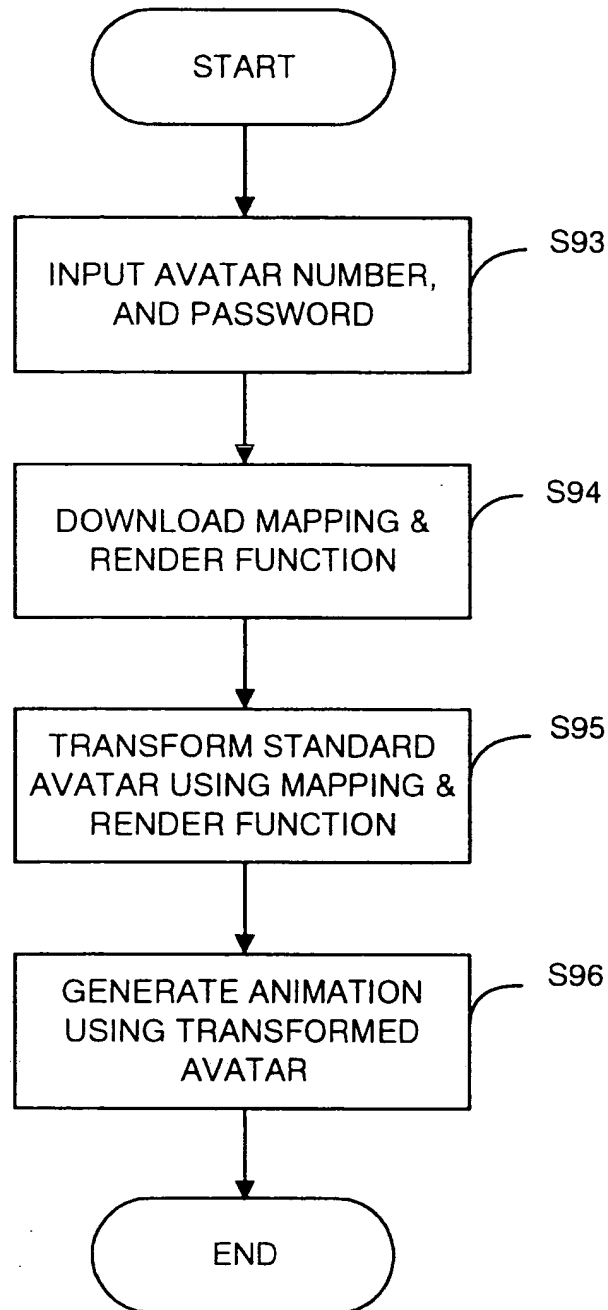 START
S93
INPUT AVATAR NUMBER,
AND PASSWORD
S94
DOWNLOAD MAPPING &
RENDER FUNCTION
S95
TRANSFORM STANDARD
AVATAR USING MAPPING &
RENDER FUNCTION
S96
GENERATE ANIMATION
USING TRANSFORMED
AVATAR
END